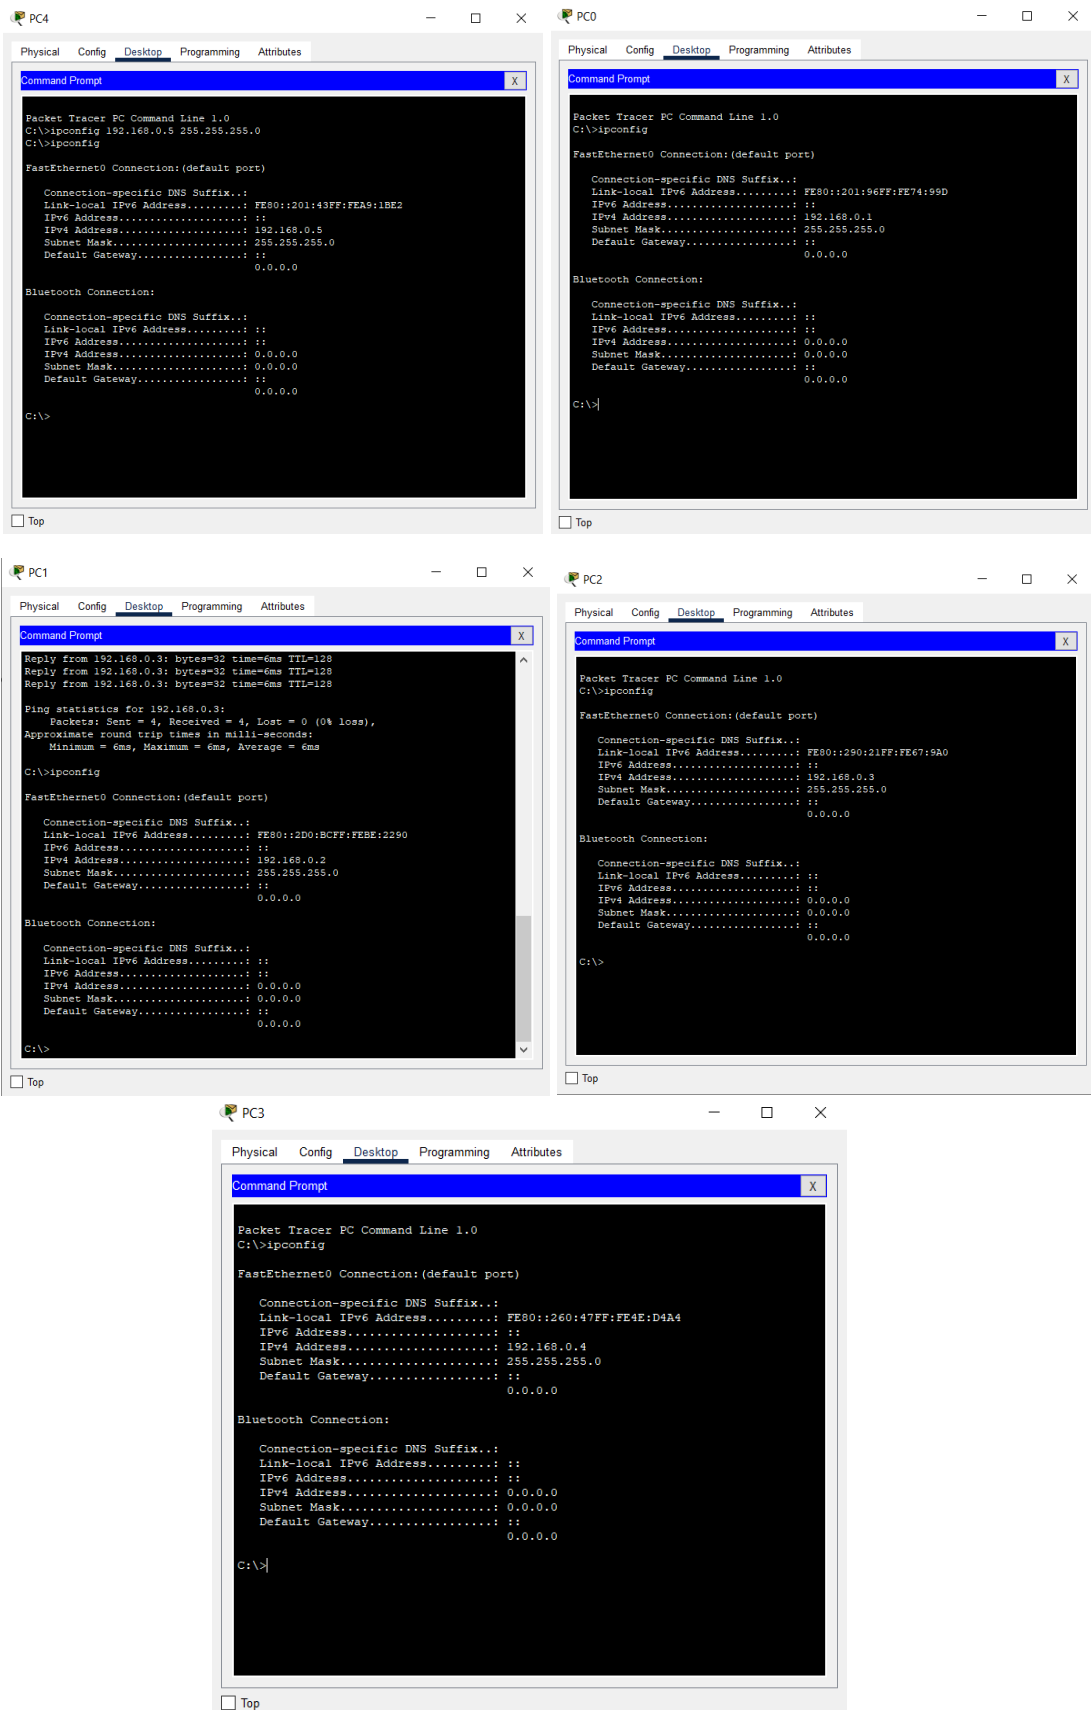 PC4
Physical Config Desktop Programming Attributes
Command Prompt X
Packet Tracer PC Command Line 1.0
C:\>ipconfig 192.168.0.5 255.255.255.0
C:\>ipconfig
FastEthernet0 Connection:(default port)
Connection-specific DNS Suffix..:
Link-local IPv6 Address.........: FE80::201:43FF:FEA9:1BE2
IPv6 Address....................: ::
IPv4 Address....................: 192.168.0.5
Subnet Mask.....................: 255.255.255.0
Default Gateway.................: ::
0.0.0.0
Bluetooth Connection:
Connection-specific DNS Suffix..:
Link-local IPv6 Address.........: ::
IPv6 Address....................: ::
IPv4 Address....................: 0.0.0.0
Subnet Mask.....................: 0.0.0.0
Default Gateway.................: ::
0.0.0.0
C:\>
Top
PC0
Physical Config Desktop Programming Attributes
Command Prompt X
Packet Tracer PC Command Line 1.0
C:\>ipconfig
FastEthernet0 Connection:(default port)
Connection-specific DNS Suffix..:
Link-local IPv6 Address.........: FE80::201:96FF:FE74:99D
IPv6 Address....................: ::
IPv4 Address....................: 192.168.0.1
Subnet Mask.....................: 255.255.255.0
Default Gateway.................: ::
0.0.0.0
Bluetooth Connection:
Connection-specific DNS Suffix..:
Link-local IPv6 Address.........: ::
IPv6 Address....................: ::
IPv4 Address....................: 0.0.0.0
Subnet Mask.....................: 0.0.0.0
Default Gateway.................: ::
0.0.0.0
C:\>
Top
PC1
Physical Config Desktop Programming Attributes
Command Prompt X
Reply from 192.168.0.3: bytes=32 time=6ms TTL=128
Reply from 192.168.0.3: bytes=32 time=6ms TTL=128
Reply from 192.168.0.3: bytes=32 time=6ms TTL=128
Ping statistics for 192.168.0.3:
Packets: Sent = 4, Received = 4, Lost = 0 (0% loss),
Approximate round trip times in milli-seconds:
Minimum = 6ms, Maximum = 6ms, Average = 6ms
C:\>ipconfig
FastEthernet0 Connection:(default port)
Connection-specific DNS Suffix..:
Link-local IPv6 Address.........: FE80::2D0:BCFF:FEBE:2290
IPv6 Address....................: ::
IPv4 Address....................: 192.168.0.2
Subnet Mask.....................: 255.255.255.0
Default Gateway.................: ::
0.0.0.0
Bluetooth Connection:
Connection-specific DNS Suffix..:
Link-local IPv6 Address.........: ::
IPv6 Address....................: ::
IPv4 Address....................: 0.0.0.0
Subnet Mask.....................: 0.0.0.0
Default Gateway.................: ::
0.0.0.0
C:\>
Top
PC2
Physical Config Desktop Programming Attributes
Command Prompt X
Packet Tracer PC Command Line 1.0
C:\>ipconfig
FastEthernet0 Connection:(default port)
Connection-specific DNS Suffix..:
Link-local IPv6 Address.........: FE80::290:21FF:FE67:9A0
IPv6 Address....................: ::
IPv4 Address....................: 192.168.0.3
Subnet Mask.....................: 255.255.255.0
Default Gateway.................: ::
0.0.0.0
Bluetooth Connection:
Connection-specific DNS Suffix..:
Link-local IPv6 Address.........: ::
IPv6 Address....................: ::
IPv4 Address....................: 0.0.0.0
Subnet Mask.....................: 0.0.0.0
Default Gateway.................: ::
0.0.0.0
C:\>
Top
PC3
Physical Config Desktop Programming Attributes
Command Prompt X
Packet Tracer PC Command Line 1.0
C:\>ipconfig
FastEthernet0 Connection:(default port)
Connection-specific DNS Suffix..:
Link-local IPv6 Address.........: FE80::260:47FF:FE4E:D4A4
IPv6 Address....................: ::
IPv4 Address....................: 192.168.0.4
Subnet Mask.....................: 255.255.255.0
Default Gateway.................: ::
0.0.0.0
Bluetooth Connection:
Connection-specific DNS Suffix..:
Link-local IPv6 Address.........: ::
IPv6 Address....................: ::
IPv4 Address....................: 0.0.0.0
Subnet Mask.....................: 0.0.0.0
Default Gateway.................: ::
0.0.0.0
C:\>
Top